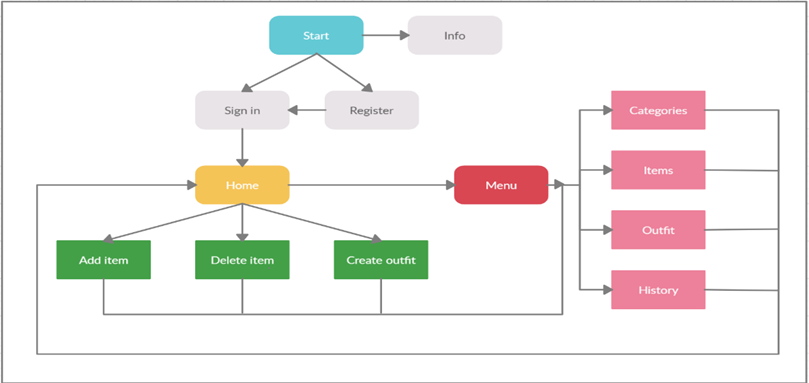 Start
Info
Sign in
Register
Home
Menu
Categories
Items
Outfit
History
Add item
Delete item
Create outfit